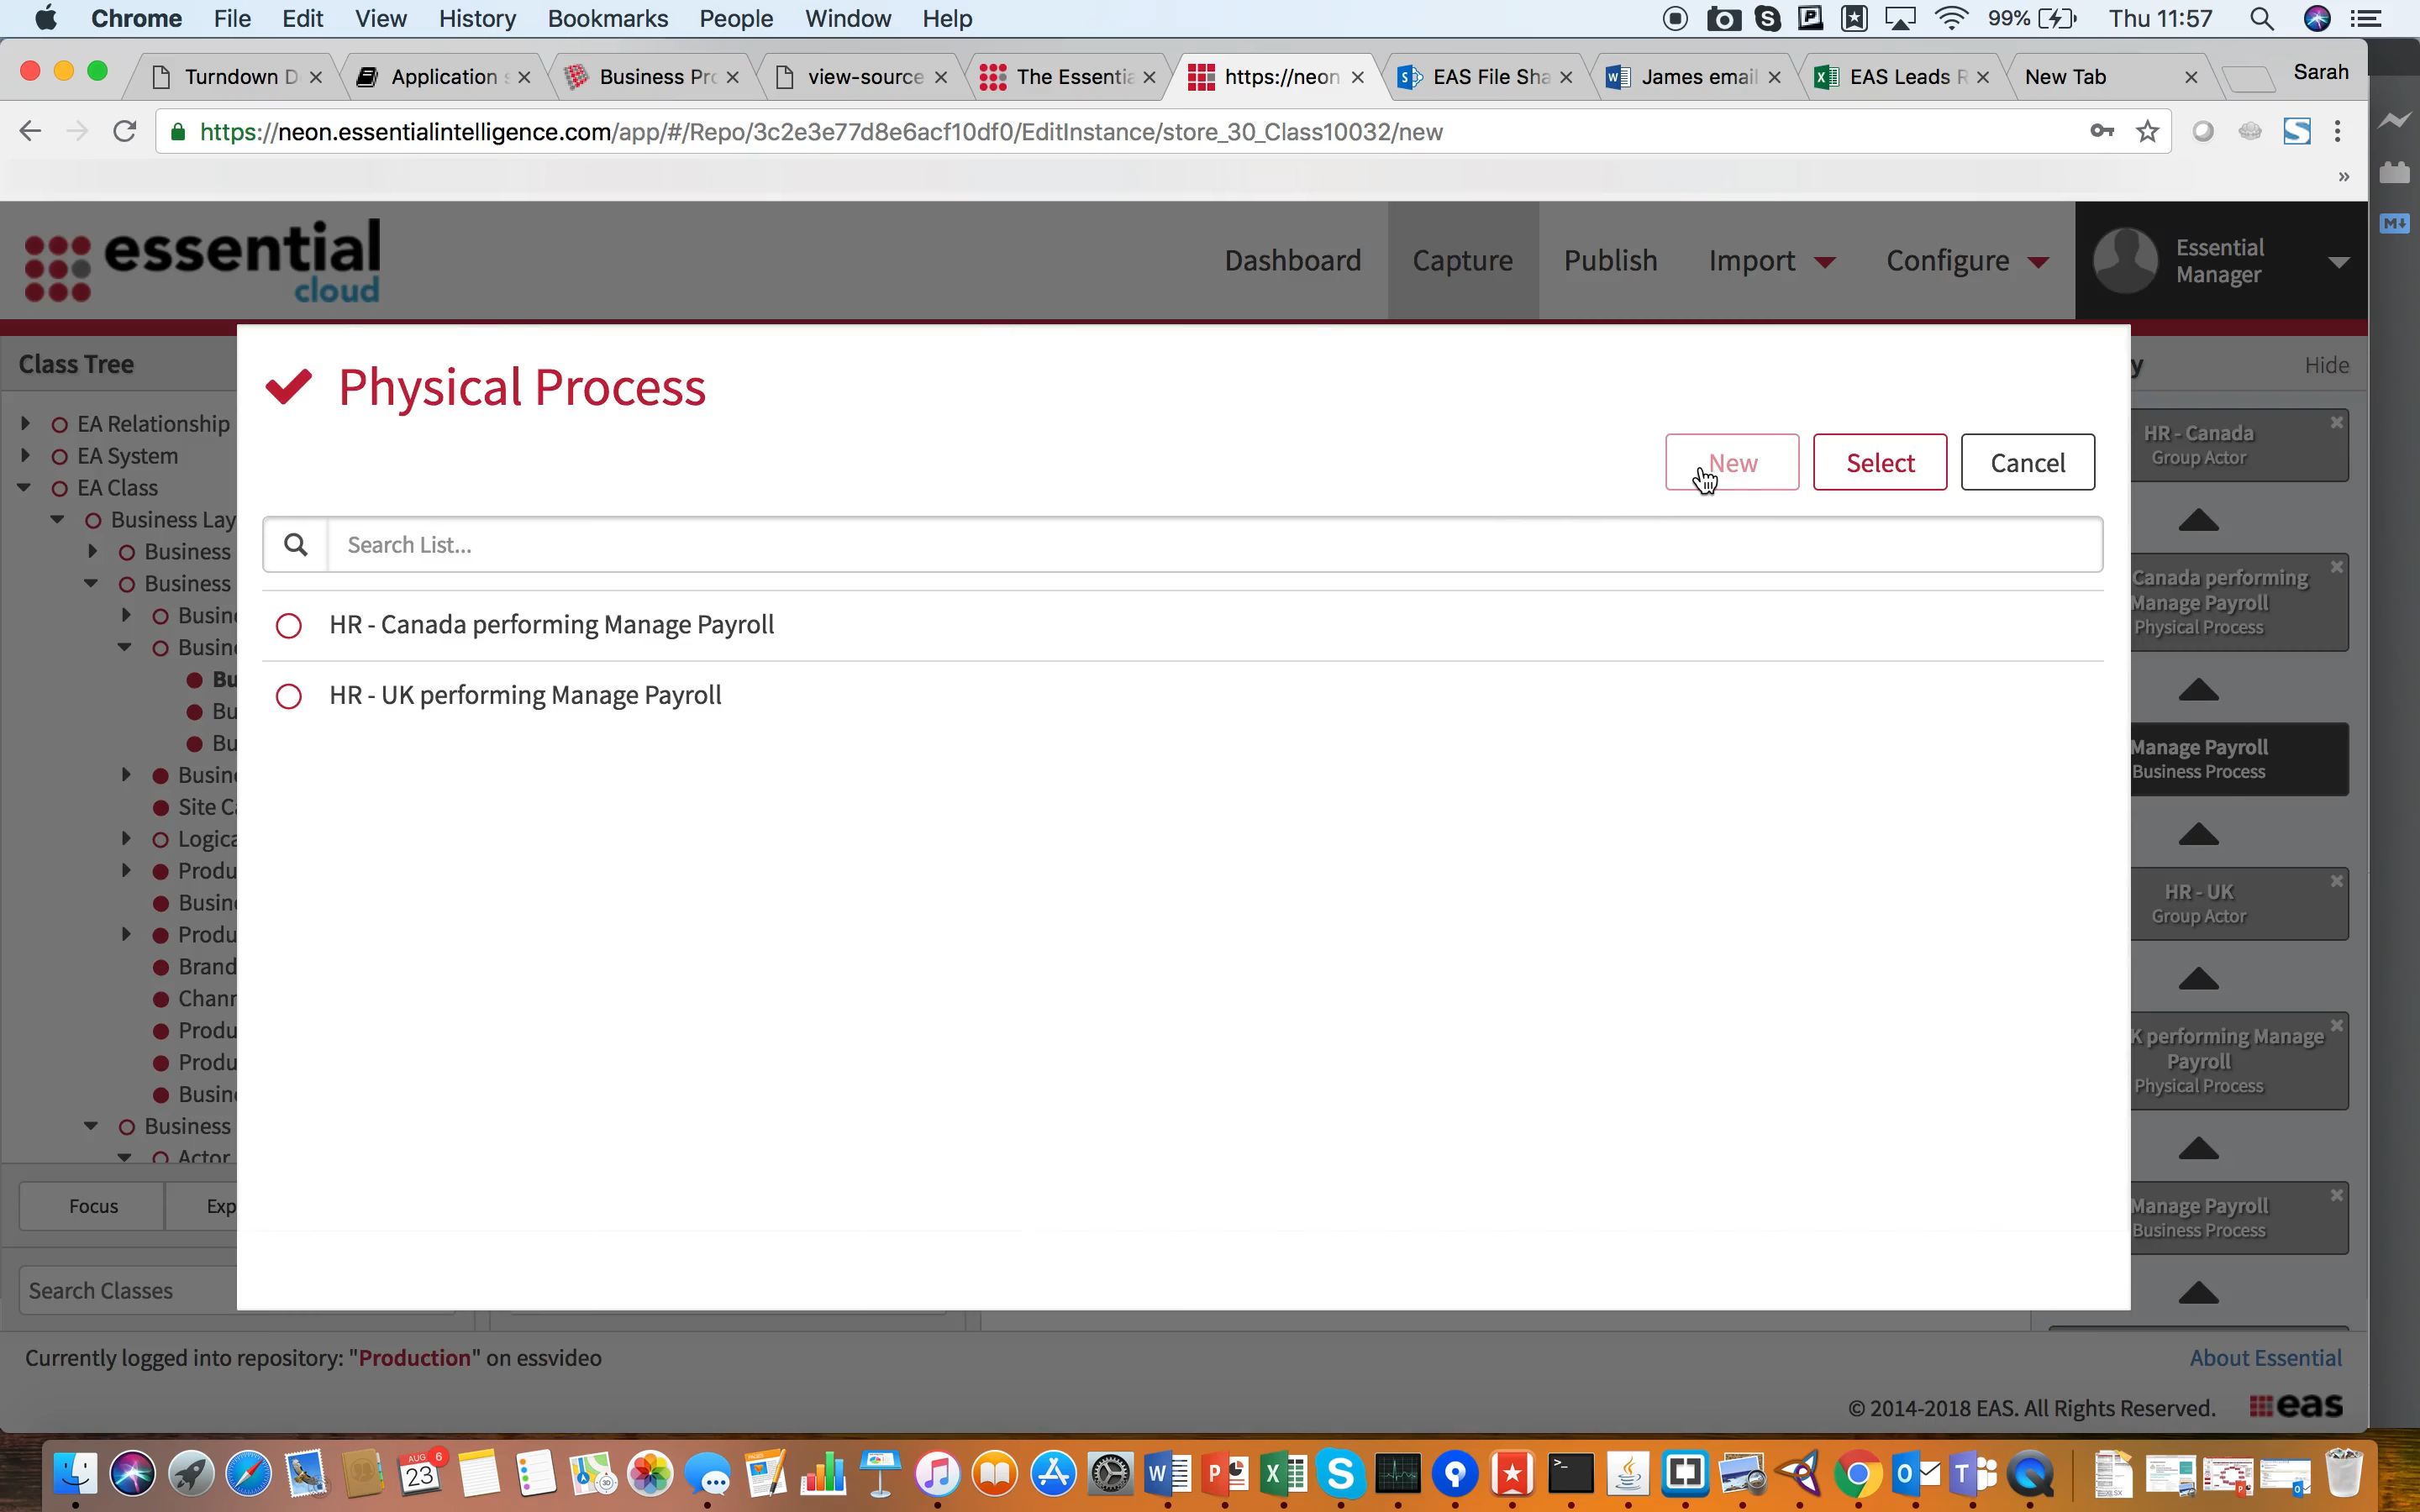 Chrome File Edit View History Bookmarks People Window Help 99% Thu 11:57
Turndown D Application s Business Pro view-source The Essentia https://neon EAS File Sha James email EAS Leads R New Tab Sarah
https://neon.essentialintelligence.com/app/#/Repo/3c2e3e77d8e6acf10df0/EditInstance/store_30_Class10032/new
»
essential
cloud
Dashboard Capture Publish Import Configure
Essential
Manager
M
Class Tree
y Hide
EA Relationship
EA System
EA Class
Business Lay
Business
Business
Busine
Busine
Bu
Bu
Bu
Busine
Site Ca
Logica
Produ
Busine
Produ
Brand
Chann
Produ
Produ
Busine
Business
Actor
Focus Exp
Search Classes
Physical Process
New Select Cancel
Search List...
HR - Canada performing Manage Payroll
HR - UK performing Manage Payroll
HR - Canada
Group Actor
Canada performing
Manage Payroll
Physical Process
Manage Payroll
Business Process
HR - UK
Group Actor
K performing Manage
Payroll
Physical Process
Manage Payroll
Business Process
Currently logged into repository: "Production" on essvideo
About Essential
© 2014-2018 EAS. All Rights Reserved. eas
AUG 6
23